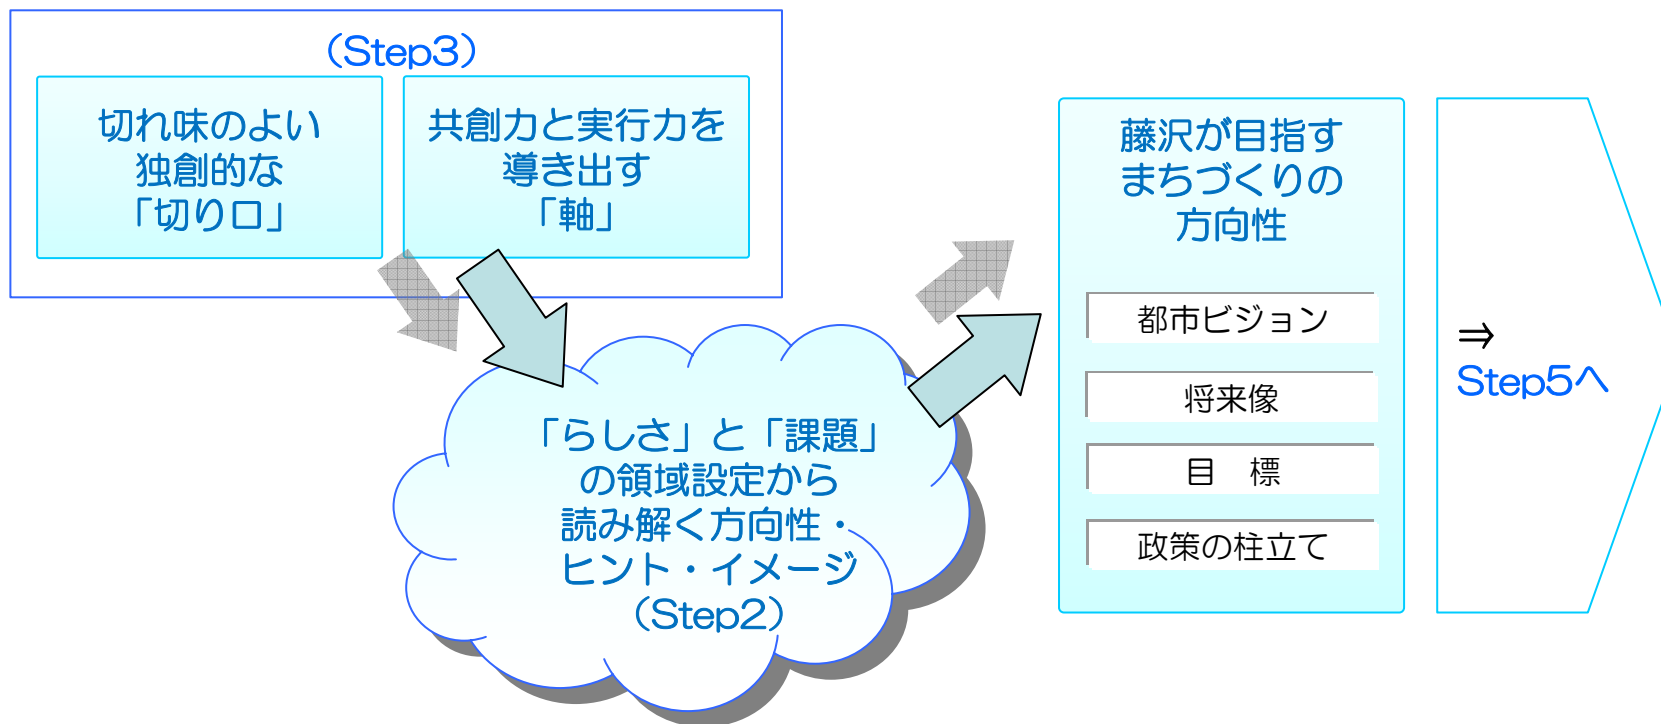 （Step3）
切れ味のよい
独創的な
「切り口」
共創力と実行力を
導き出す
「軸」
「らしさ」と「課題」
の領域設定から
読み解く方向性・
ヒント・イメージ
（Step2）
藤沢が目指す
まちづくりの
方向性
都市ビジョン
将来像
目　標
政策の柱立て
⇒
Step5へ